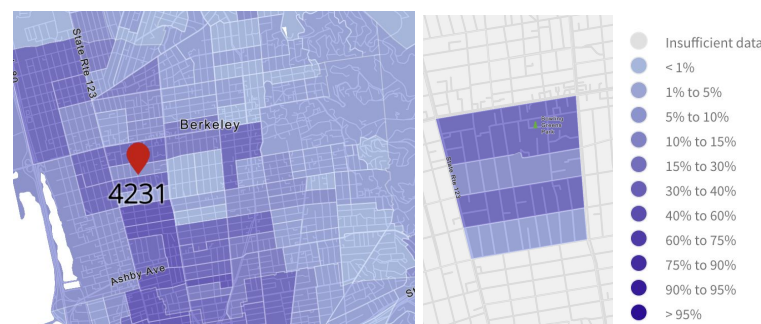 State Rte 123
Berkeley
4231
Ashby Ave
State Rte 123
Insufficient data
< 1%
1% to 5%
5% to 10%
10% to 15%
15% to 30%
30% to 40%
40% to 60%
60% to 75%
75% to 90%
90% to 95%
> 95%